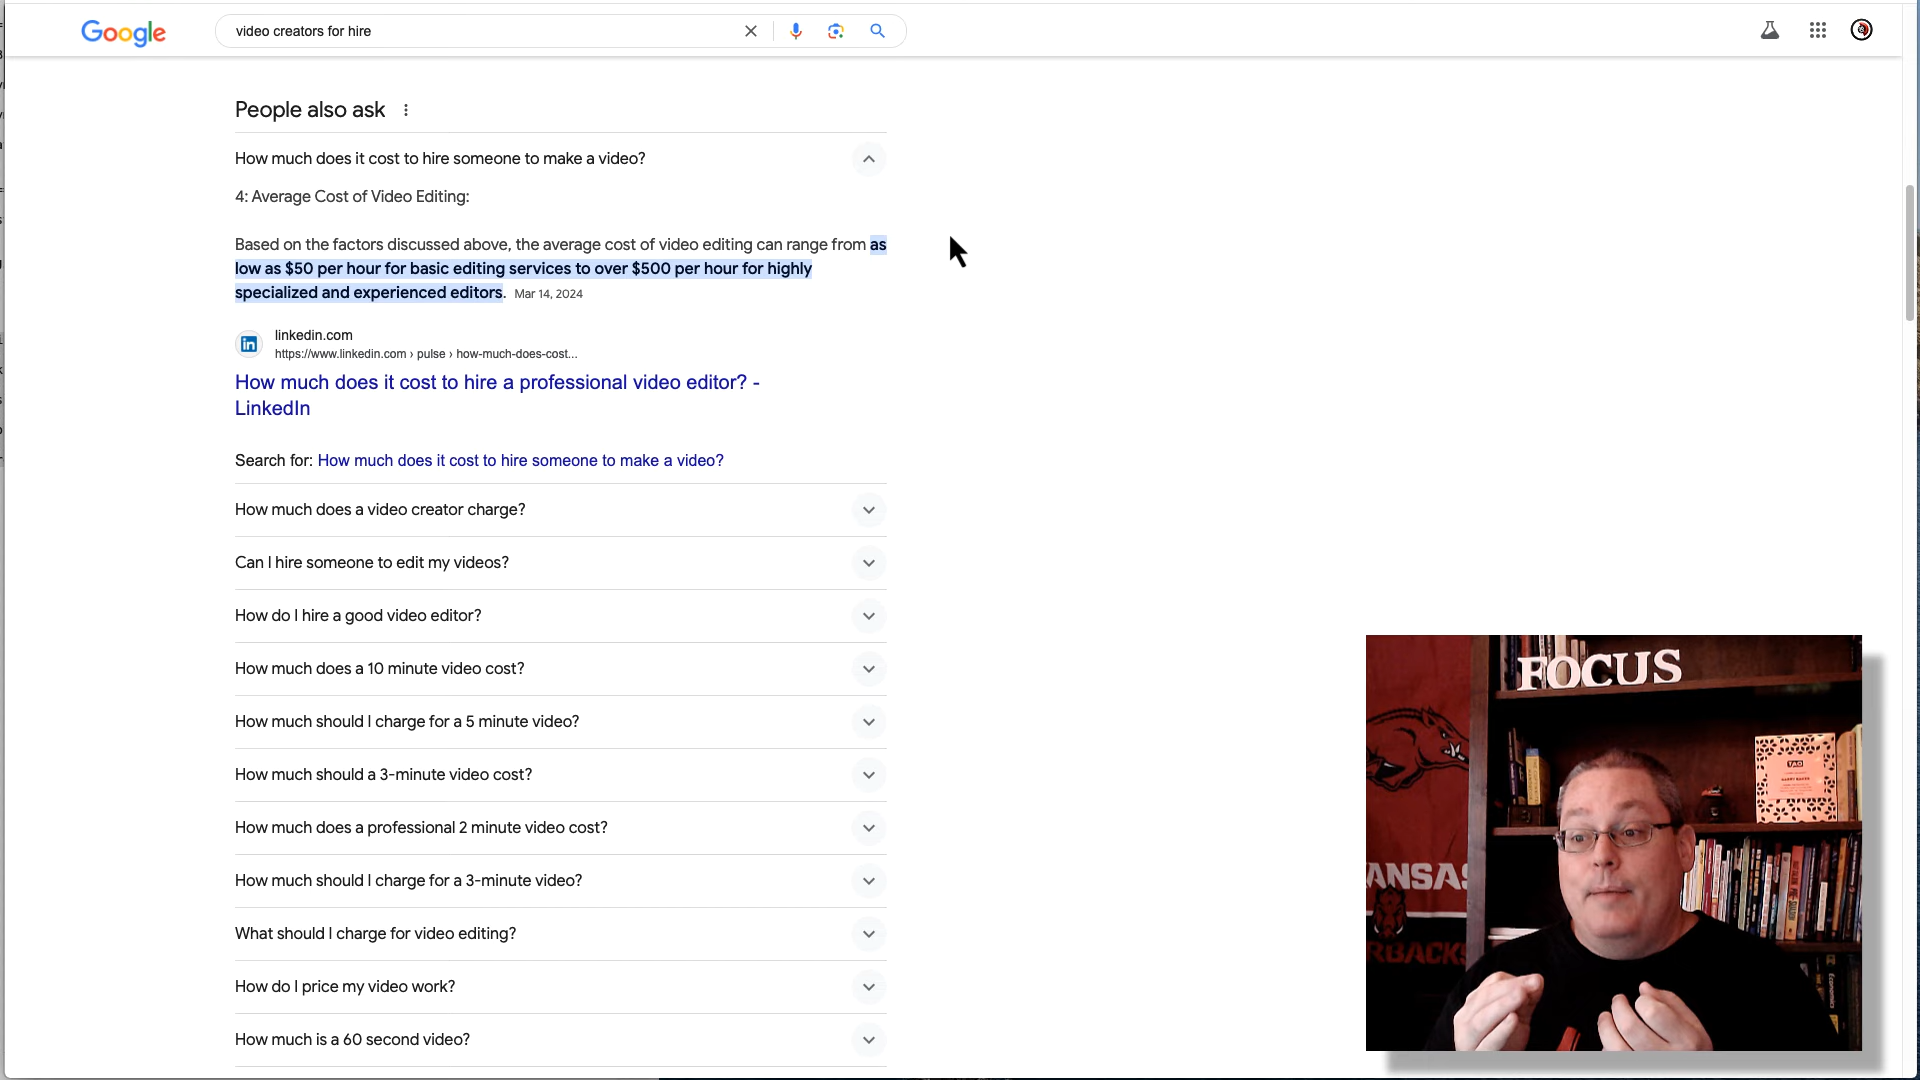 Google
video creators for hire
People also ask
How much does it cost to hire someone to make a video?
4: Average Cost of Video Editing:
Based on the factors discussed above, the average cost of video editing can range from as
low as $50 per hour for basic editing services to over $500 per hour for highly
specialized and experienced editors. Mar 14, 2024
in
linkedin.com
https://www.linkedin.com › pulse › how-much-does-cost...
How much does it cost to hire a professional video editor? -
LinkedIn
Search for: How much does it cost to hire someone to make a video?
How much does a video creator charge?
Can I hire someone to edit my videos?
How do I hire a good video editor?
How much does a 10 minute video cost?
How much should I charge for a 5 minute video?
How much should a 3-minute video cost?
How much does a professional 2 minute video cost?
How much should I charge for a 3-minute video?
What should I charge for video editing?
How do I price my video work?
How much is a 60 second video?
FOCUS
TAO
ANSAS
RBACKS
Economics